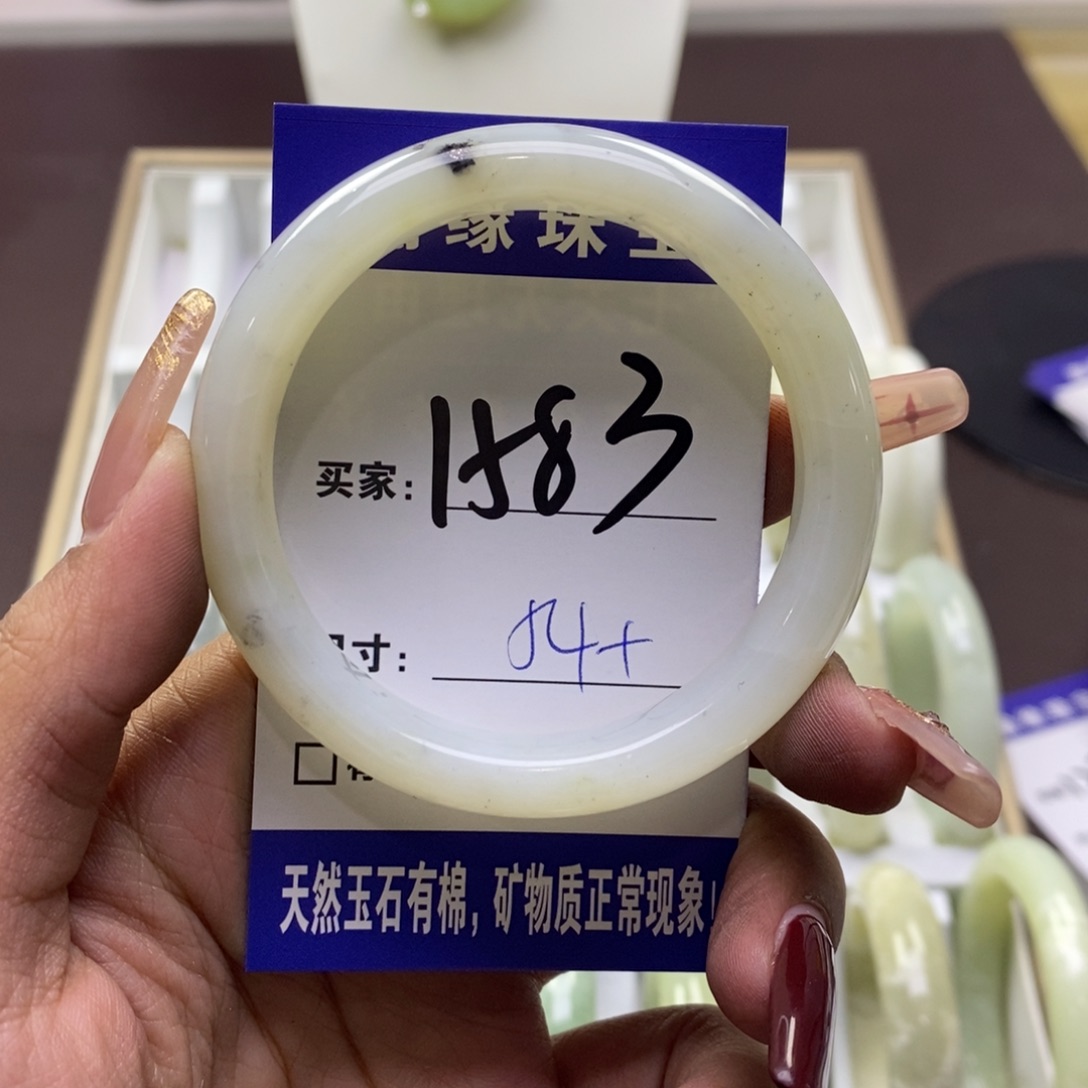 缘珠宝
买家: 1583
尺寸: 54+
天然玉石有棉, 矿物质正常现象!